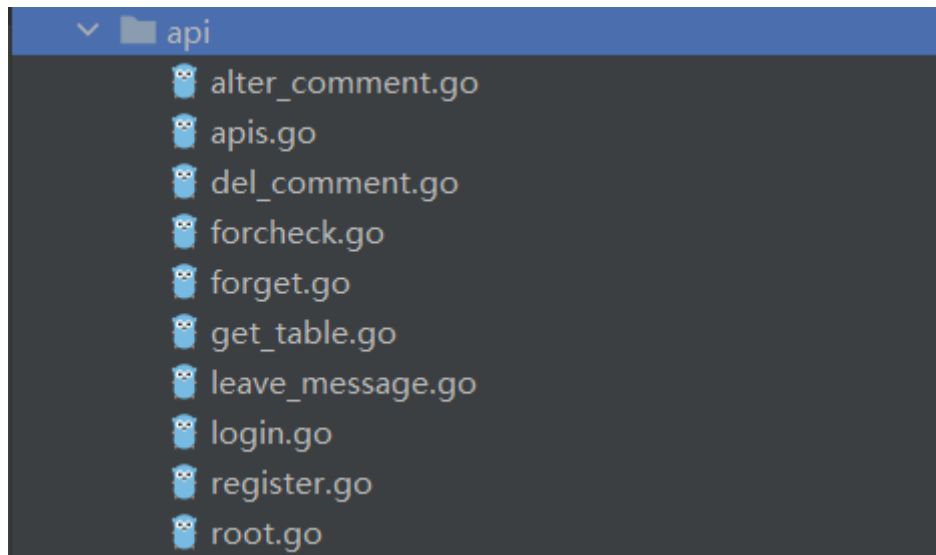 api
alter_comment.go
apis.go
del_comment.go
forcheck.go
forget.go
get_table.go
leave_message.go
login.go
register.go
root.go